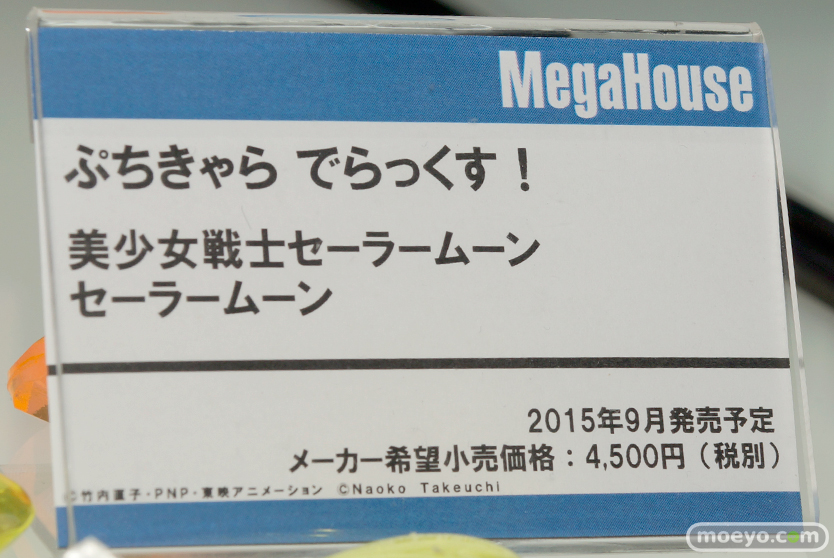 MegaHouse
ぷちきゃら でらっくす！
美少女戦士セーラームーン
セーラームーン
2015年9月発売予定
メーカー希望小売価格：4,500円（税別）
©竹内直子・PNP・東映アニメーション ©Naoko Takeuchi
moeyo.com